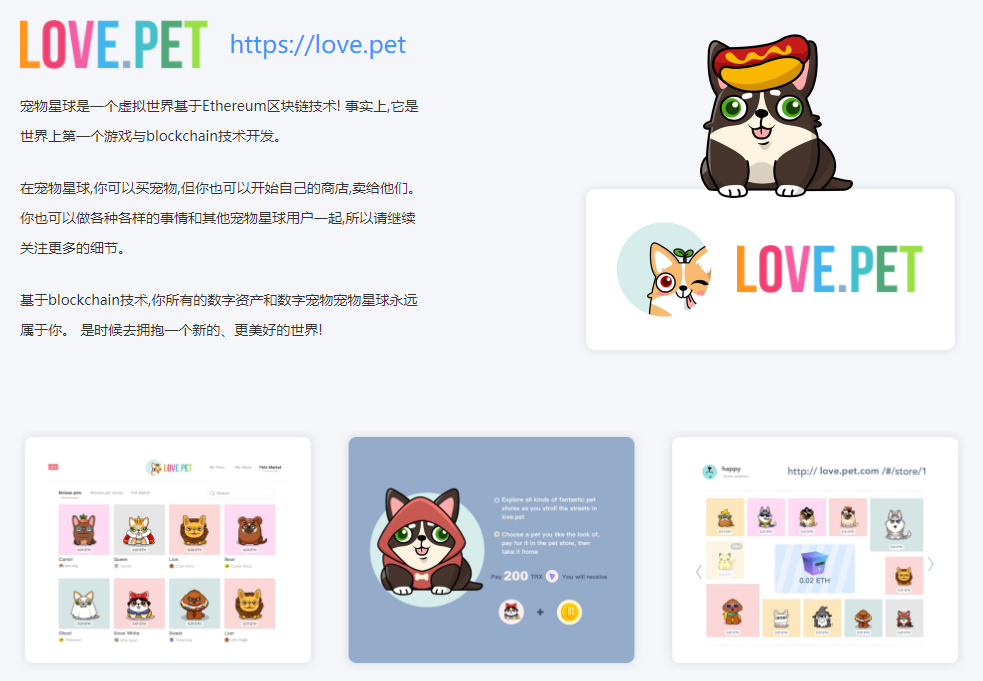 LOVE.PET https://love.pet
宠物星球是一个虚拟世界基于Ethereum区块链技术! 事实上,它是
世界上第一个游戏与blockchain技术开发。
在宠物星球,你可以买宠物,但你也可以开始自己的商店,卖给他们。
你也可以做各种各样的事情和其他宠物星球用户一起,所以请继续
关注更多的细节。
基于blockchain技术,你所有的数字资产和数字宠物宠物星球永远
属于你。 是时候去拥抱一个新的、更美好的世界!
LOVE.PET
LOVE.PET My Pets My Store Pets Market
Browse pets Browse pet stores Pet Match Search
Carrot Queen Lion Bear
Ghost Snow White Sweet Lion
Explore all kinds of fantastic pet
stores as you stroll the streets in
love.pet
Choose a pet you like the look of,
pay for it in the pet store, then
take it home
Pay 200 TRX You will receive
+
happy http:// love.pet.com /#/store/1
0.02 ETH